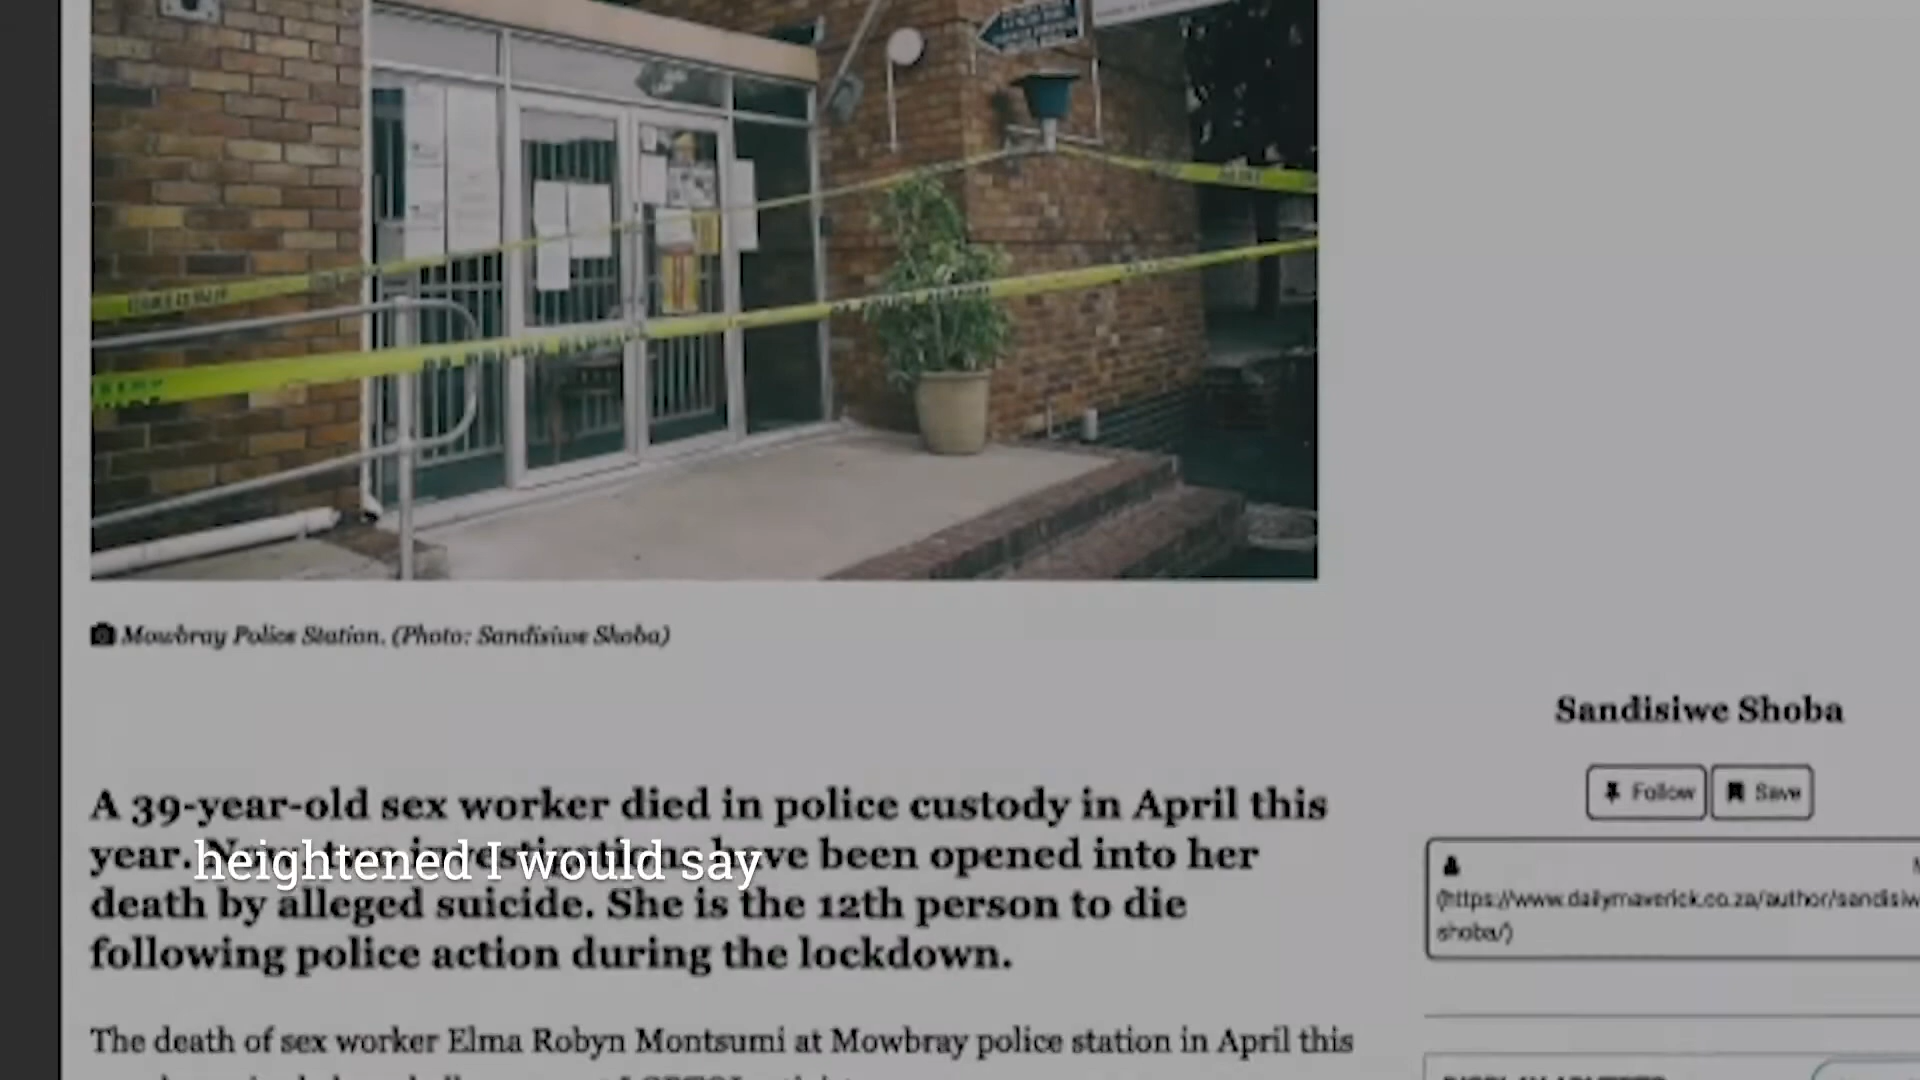 Mowbray Police Station. (Photo: Sandisiwe Shoba)
Sandisiwe Shoba
Follow
Save
A 39-year-old sex worker died in police custody in April this
year. have been opened into her
heightened I would say
death by alleged suicide. She is the 12th person to die
following police action during the lockdown.
(https://www.dailymaverick.co.za/author/sandisiw
shoba/)
The death of sex worker Elma Robyn Montsumi at Mowbray police station in April this